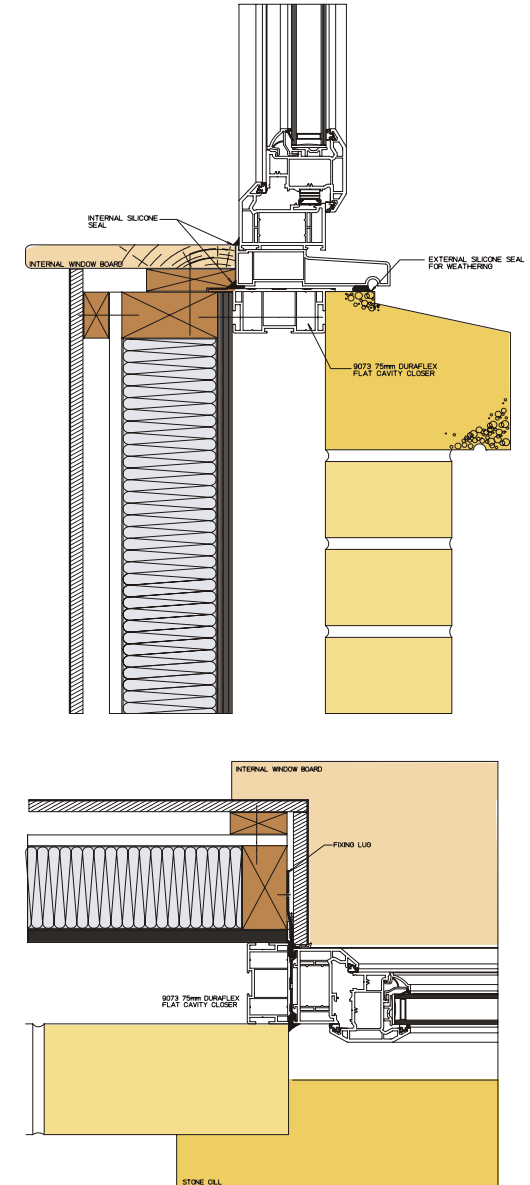 INTERNAL SILICONE
SEAL
INTERNAL WINDOW BOARD
EXTERNAL SILICONE SEAL
FOR WEATHERING
9073 75mm DURAFLEX
FLAT CAVITY CLOSER
INTERNAL WINDOW BOARD
FIXING LUG
9073 75mm DURAFLEX
FLAT CAVITY CLOSER
STONE CILL